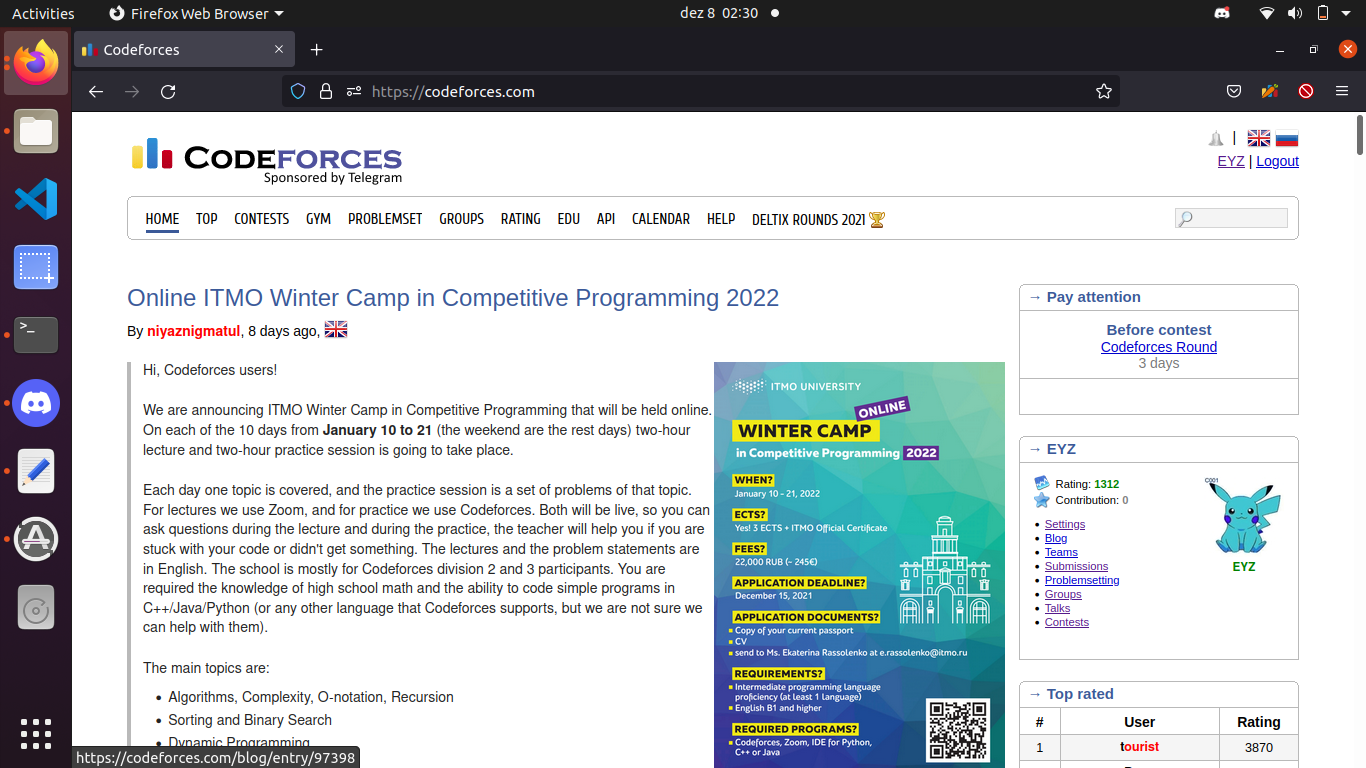 Activities
Firefox Web Browser
dez 8 02:30
Codeforces
https://codeforces.com
CODEFORCES
Sponsored by Telegram
|
EYZ | Logout
HOME TOP CONTESTS GYM PROBLEMSET GROUPS RATING EDU API CALENDAR HELP DELTIX ROUNDS 2021
Online ITMO Winter Camp in Competitive Programming 2022
By niyaznigmatul, 8 days ago,
Hi, Codeforces users!
We are announcing ITMO Winter Camp in Competitive Programming that will be held online.
On each of the 10 days from January 10 to 21 (the weekend are the rest days) two-hour
lecture and two-hour practice session is going to take place.
Each day one topic is covered, and the practice session is a set of problems of that topic.
For lectures we use Zoom, and for practice we use Codeforces. Both will be live, so you can
ask questions during the lecture and during the practice, the teacher will help you if you are
stuck with your code or didn't get something. The lectures and the problem statements are
in English. The school is mostly for Codeforces division 2 and 3 participants. You are
required the knowledge of high school math and the ability to code simple programs in
C++/Java/Python (or any other language that Codeforces supports, but we are not sure we
can help with them).
The main topics are:
• Algorithms, Complexity, O-notation, Recursion
• Sorting and Binary Search
• Dynamic Programming
https://codeforces.com/blog/entry/97398
ITMO UNIVERSITY
ONLINE
WINTER CAMP
in Competitive Programming 2022
WHEN?
January 10 - 21, 2022
ECTS?
Yes! 3 ECTS + ITMO Official Certificate
FEES?
22,000 RUB (~ 245€)
APPLICATION DEADLINE?
December 15, 2021
APPLICATION DOCUMENTS?
Copy of your current passport
CV
send to Ms. Ekaterina Rassolenko at e.rassolenko@itmo.ru
REQUIREMENTS?
Intermediate programming language
proficiency (at least 1 language)
English B1 and higher
REQUIRED PROGRAMS?
Codeforces, Zoom, IDE for Python,
C++ or Java
→ Pay attention
Before contest
Codeforces Round
3 days
→ EYZ
Rating: 1312
Contribution: 0
• Settings
• Blog
• Teams
• Submissions
• Problemsetting
• Groups
• Talks
• Contests
C001
EYZ
→ Top rated
# User Rating
1 tourist 3870